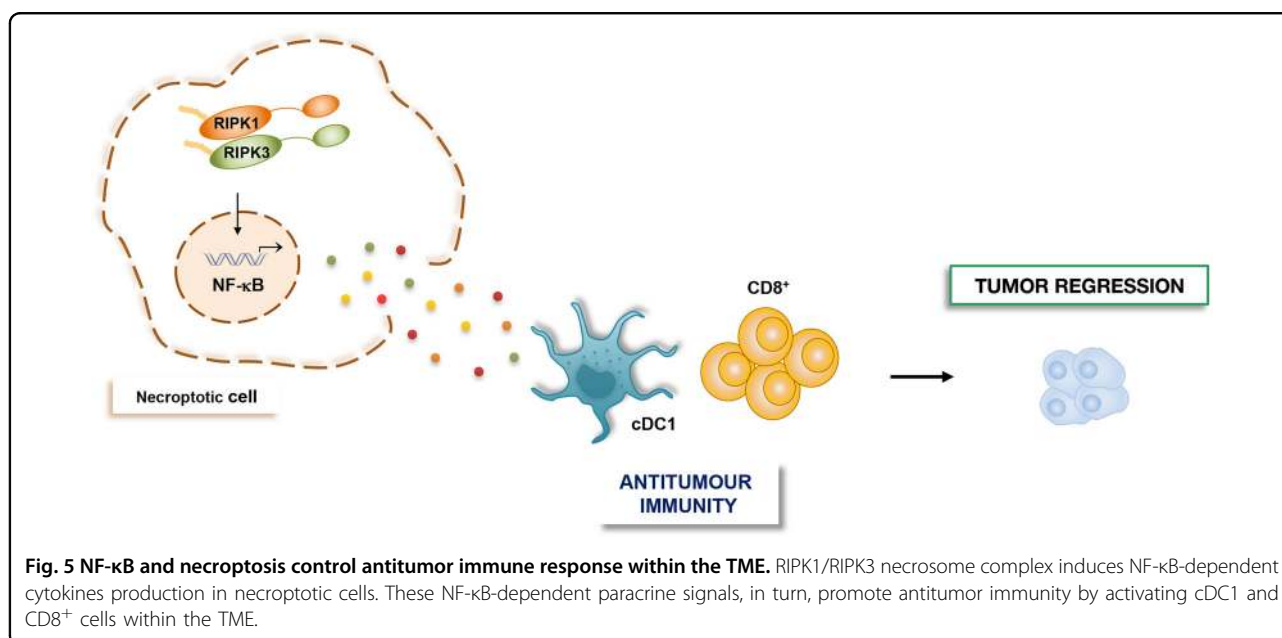 RIPK1
RIPK3
NF-κB
Necroptotic cell
cDC1
CD8⁺
ANTITUMOUR
IMMUNITY
TUMOR REGRESSION
Fig. 5 NF-κB and necroptosis control antitumor immune response within the TME. RIPK1/RIPK3 necrosome complex induces NF-κB-dependent
cytokines production in necroptotic cells. These NF-κB-dependent paracrine signals, in turn, promote antitumor immunity by activating cDC1 and
CD8⁺ cells within the TME.